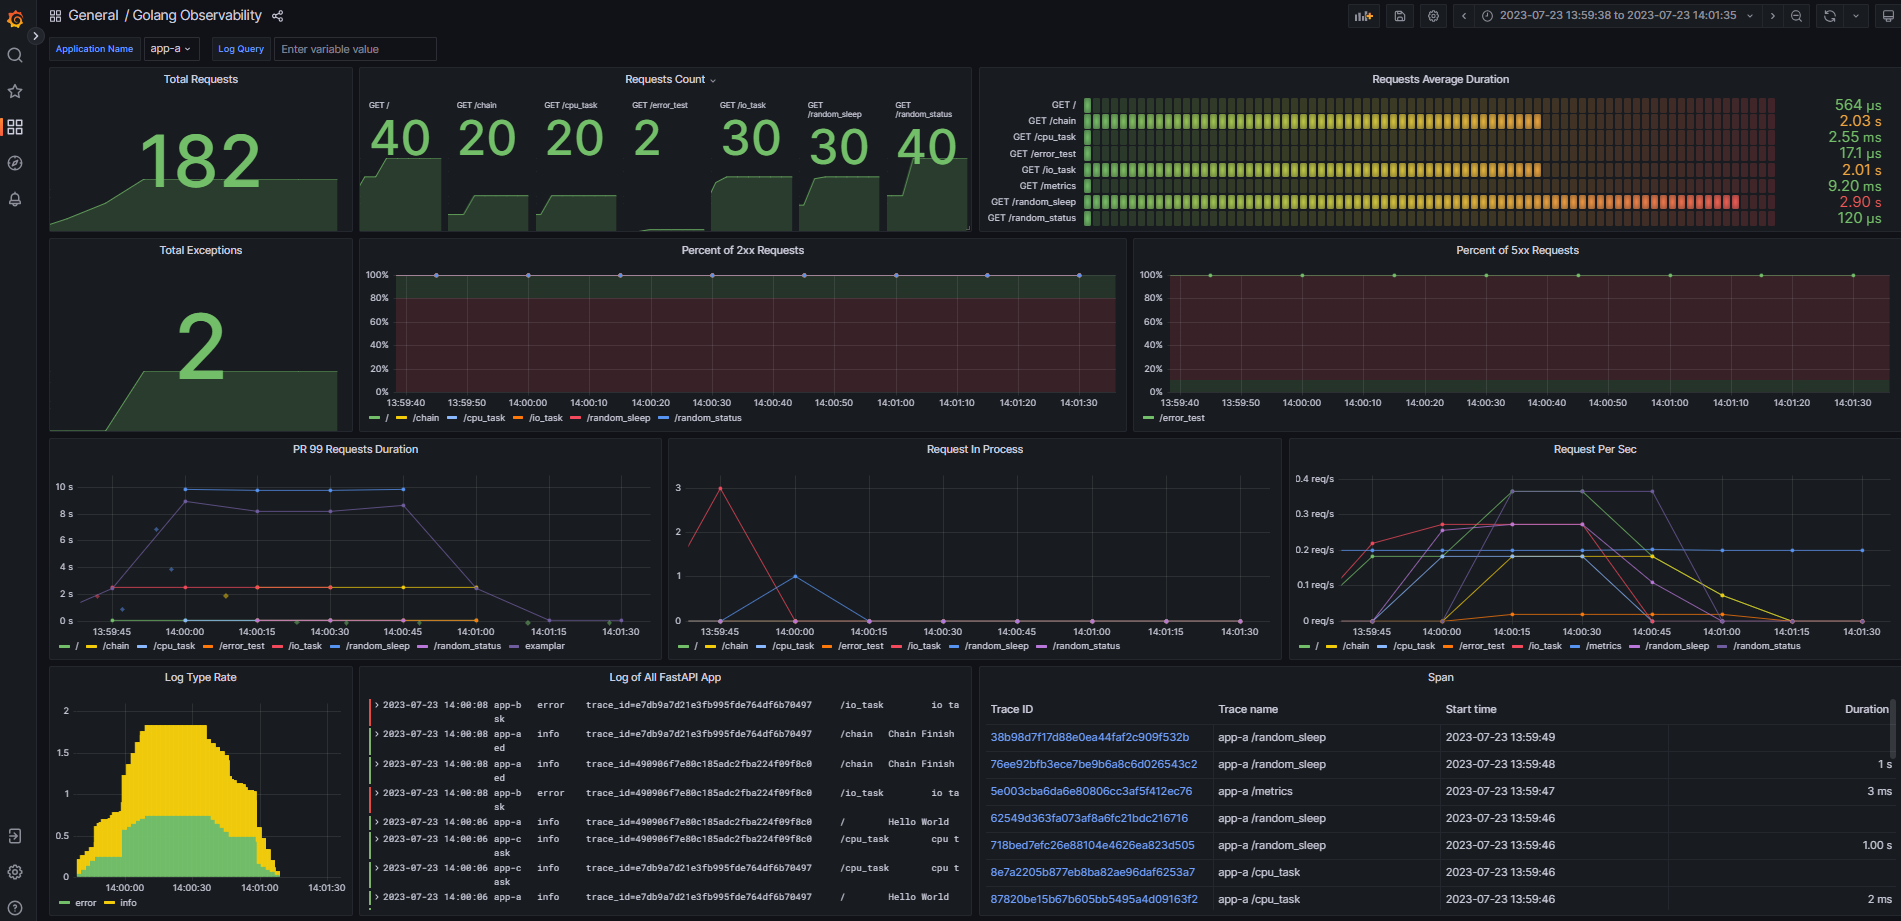 General / Golang Observability
2023-07-23 13:59:38 to 2023-07-23 14:01:35
Application Name app-a Log Query Enter variable value
Total Requests
182
Requests Count
GET / GET /chain GET /cpu_task GET /error_test GET /io_task GET /random_sleep GET /random_status
40 20 20 2 30 30 40
Requests Average Duration
GET / 564 µs
GET /chain 2.03 s
GET /cpu_task 2.55 ms
GET /error_test 17.1 µs
GET /io_task 2.01 s
GET /metrics 9.20 ms
GET /random_sleep 2.90 s
GET /random_status 120 µs
Total Exceptions
2
Percent of 2xx Requests
100%
80%
60%
40%
20%
0%
13:59:40 13:59:50 14:00:00 14:00:10 14:00:20 14:00:30 14:00:40 14:00:50 14:01:00 14:01:10 14:01:20 14:01:30
/ /chain /cpu_task /io_task /random_sleep /random_status
Percent of 5xx Requests
100%
80%
60%
40%
20%
0%
13:59:40 13:59:50 14:00:00 14:00:10 14:00:20 14:00:30 14:00:40 14:00:50 14:01:00 14:01:10 14:01:20 14:01:30
/error_test
PR 99 Requests Duration
10 s
8 s
6 s
4 s
2 s
0 s
13:59:45 14:00:00 14:00:15 14:00:30 14:00:45 14:01:00 14:01:15 14:01:30
/ /chain /cpu_task /error_test /io_task /random_sleep /random_status examplar
Request In Process
3
2
1
0
13:59:45 14:00:00 14:00:15 14:00:30 14:00:45 14:01:00 14:01:15 14:01:30
/ /chain /cpu_task /error_test /io_task /random_sleep /random_status
Request Per Sec
0.4 req/s
0.3 req/s
0.2 req/s
0.1 req/s
0 req/s
13:59:45 14:00:00 14:00:15 14:00:30 14:00:45 14:01:00 14:01:15 14:01:30
/ /chain /cpu_task /error_test /io_task /metrics /random_sleep /random_status
Log Type Rate
2
1.5
1
0.5
0
14:00:00 14:00:30 14:01:00 14:01:30
error info
Log of All FastAPI App
2023-07-23 14:00:08 app-b error trace_id=e7db9a7d21e3fb995fde764df6b70497 /io_task io ta
sk
2023-07-23 14:00:08 app-a info trace_id=e7db9a7d21e3fb995fde764df6b70497 /chain Chain Finish
ed
2023-07-23 14:00:08 app-a info trace_id=490906f7e80c185adc2fba224f09f8c0 /chain Chain Finish
ed
2023-07-23 14:00:08 app-b error trace_id=490906f7e80c185adc2fba224f09f8c0 /io_task io ta
sk
2023-07-23 14:00:06 app-a info trace_id=490906f7e80c185adc2fba224f09f8c0 / Hello World
2023-07-23 14:00:06 app-c info trace_id=490906f7e80c185adc2fba224f09f8c0 /cpu_task cpu t
ask
2023-07-23 14:00:06 app-c info trace_id=e7db9a7d21e3fb995fde764df6b70497 /cpu_task cpu t
ask
2023-07-23 14:00:06 app-a info trace_id=e7db9a7d21e3fb995fde764df6b70497 / Hello World
Span
Trace ID Trace name Start time Duration
38b98d7f17d88e0ea44faf2c909f532b app-a /random_sleep 2023-07-23 13:59:49
76ee92bfb3ece7be9b6a8c6d026543c2 app-a /random_sleep 2023-07-23 13:59:48 1 s
5e003cba6da6e80806cc3af5f412ec76 app-a /metrics 2023-07-23 13:59:47 3 ms
62549d363fa073af8a6fc21bdc216716 app-a /random_sleep 2023-07-23 13:59:46
718bed7efc26e88104e4626ea823d505 app-a /random_sleep 2023-07-23 13:59:46 1.00 s
8e7a2205b877eb8ba82ae96daf6253a7 app-a /cpu_task 2023-07-23 13:59:46
87820be15b67b605bb5495a4d09163f2 app-a /cpu_task 2023-07-23 13:59:46 2 ms